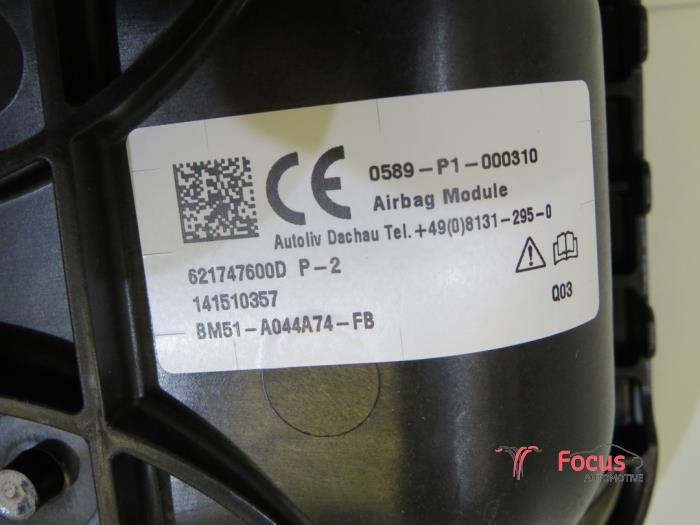 CE
0589-P1-000310
Airbag Module
Autoliv Dachau Tel.+49(0)8131-295-0
621747600D P-2
141510357
BM51-A044A74-FB
Q03
Focus
AUTOMOTIVE